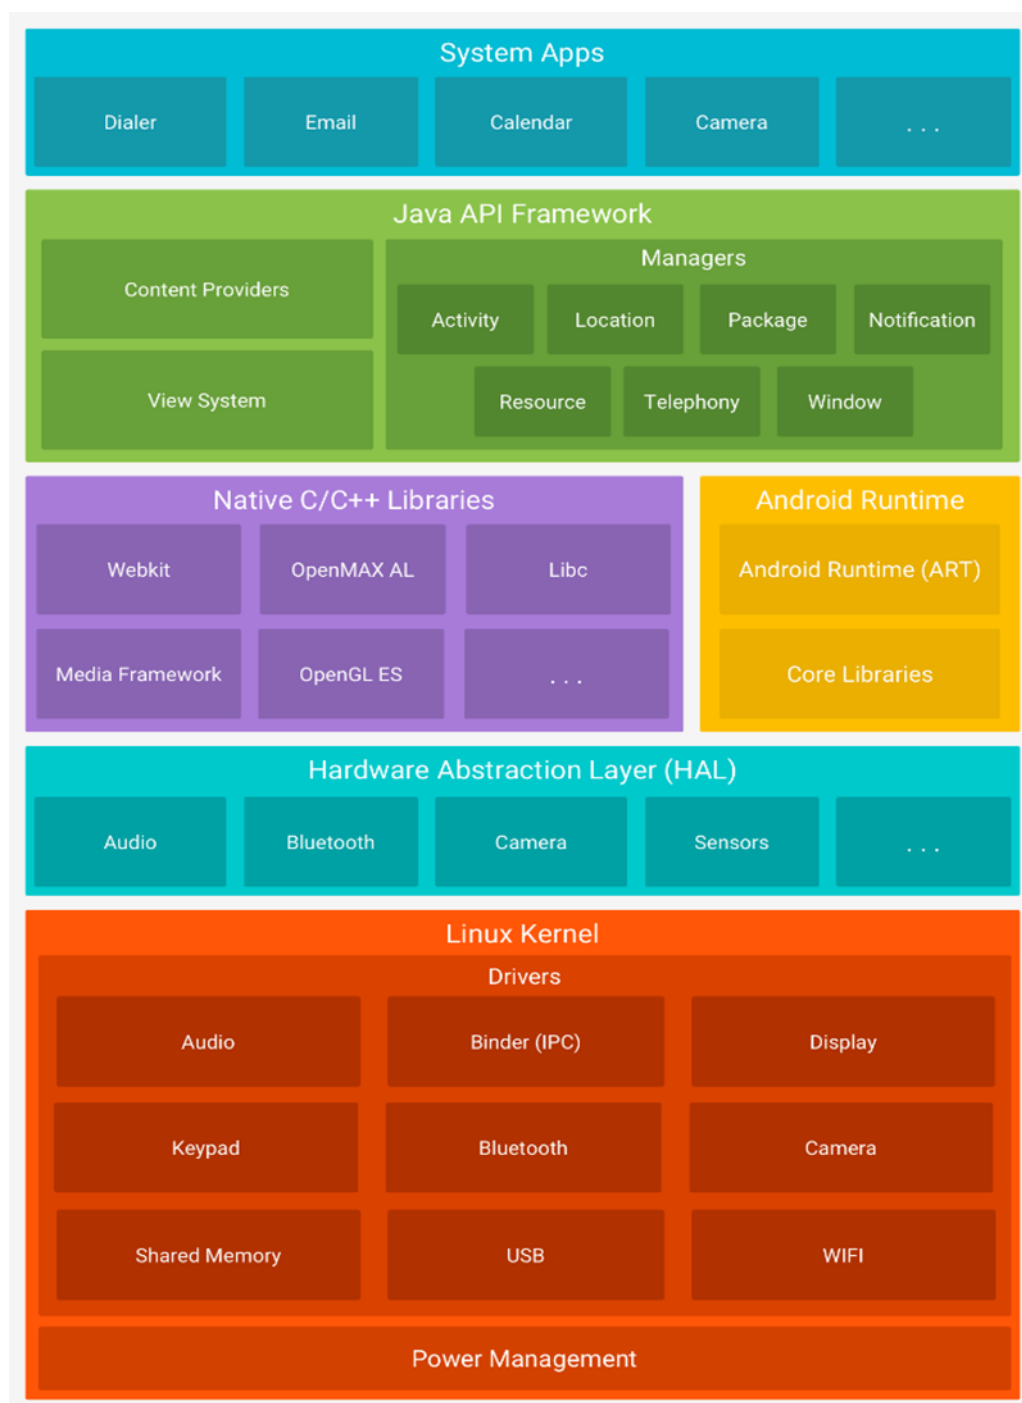 System Apps
Dialer
Email
Calendar
Camera
. . .
Java API Framework
Content Providers
View System
Managers
Activity
Location
Package
Notification
Resource
Telephony
Window
Native C/C++ Libraries
Webkit
OpenMAX AL
Libc
Media Framework
OpenGL ES
. . .
Android Runtime
Android Runtime (ART)
Core Libraries
Hardware Abstraction Layer (HAL)
Audio
Bluetooth
Camera
Sensors
. . .
Linux Kernel
Drivers
Audio
Binder (IPC)
Display
Keypad
Bluetooth
Camera
Shared Memory
USB
WIFI
Power Management